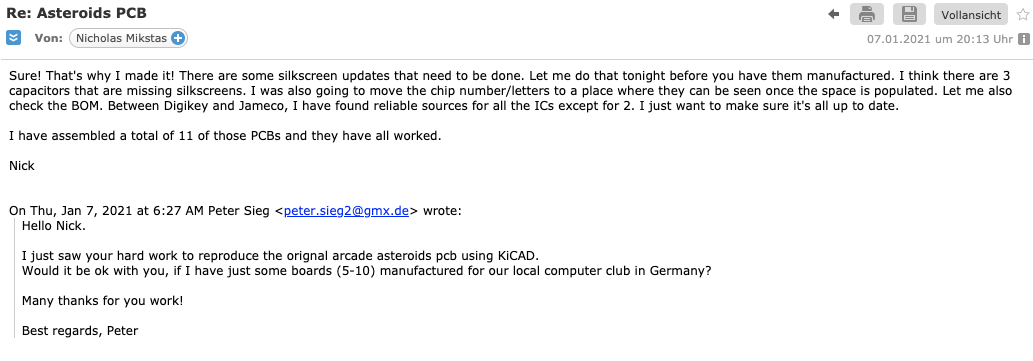 Re: Asteroids PCB
Vollansicht
Von: Nicholas Mikstas
07.01.2021 um 20:13 Uhr
Sure! That's why I made it! There are some silkscreen updates that need to be done. Let me do that tonight before you have them manufactured. I think there are 3
capacitors that are missing silkscreens. I was also going to move the chip number/letters to a place where they can be seen once the space is populated. Let me also
check the BOM. Between Digikey and Jameco, I have found reliable sources for all the ICs except for 2. I just want to make sure it's all up to date.
I have assembled a total of 11 of those PCBs and they have all worked.
Nick
On Thu, Jan 7, 2021 at 6:27 AM Peter Sieg <peter.sieg2@gmx.de> wrote:
Hello Nick.
I just saw your hard work to reproduce the orignal arcade asteroids pcb using KiCAD.
Would it be ok with you, if I have just some boards (5-10) manufactured for our local computer club in Germany?
Many thanks for you work!
Best regards, Peter